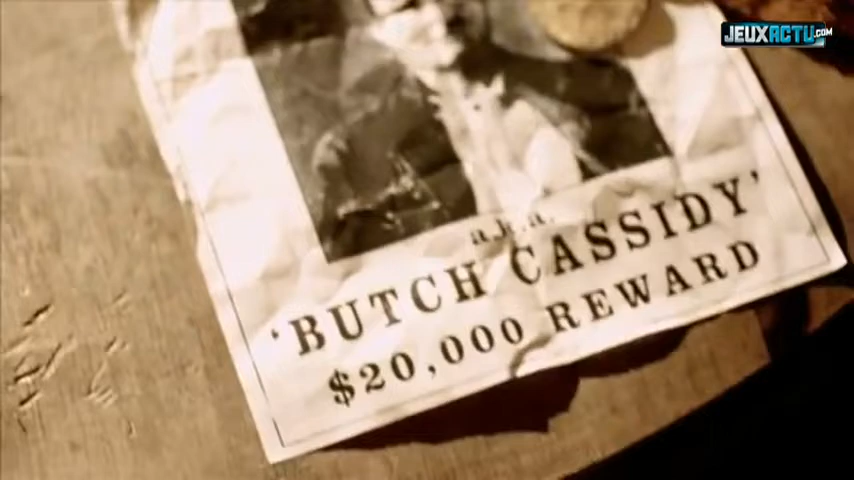 JEUXACTU.COM
a.k.a.
'BUTCH CASSIDY'
$20,000 REWARD